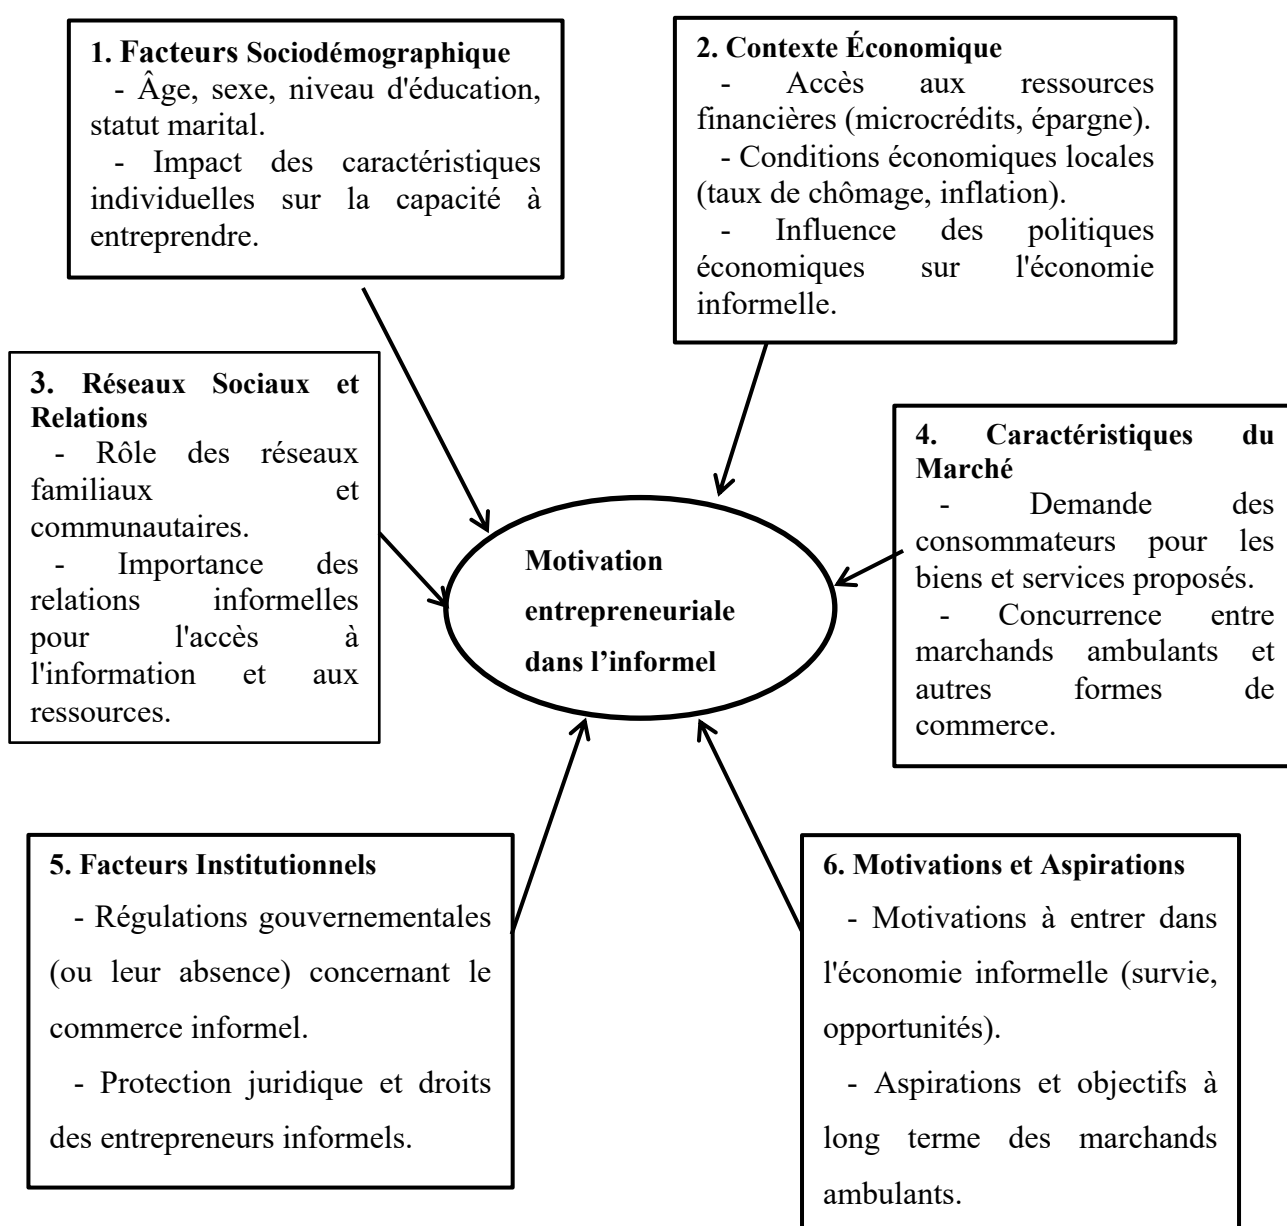 1. Facteurs Sociodémographique
- Âge, sexe, niveau d'éducation,
statut marital.
- Impact des caractéristiques
individuelles sur la capacité à
entreprendre.
2. Contexte Économique
- Accès aux ressources
financières (microcrédits, épargne).
- Conditions économiques locales
(taux de chômage, inflation).
- Influence des politiques
économiques sur l'économie
informelle.
3. Réseaux Sociaux et
Relations
- Rôle des réseaux
familiaux et
communautaires.
- Importance des
relations informelles
pour l'accès à
l'information et aux
ressources.
4. Caractéristiques du
Marché
- Demande des
consommateurs pour les
biens et services proposés.
- Concurrence entre
marchands ambulants et
autres formes de
commerce.
Motivation
entrepreneuriale
dans l’informel
5. Facteurs Institutionnels
- Régulations gouvernementales
(ou leur absence) concernant le
commerce informel.
- Protection juridique et droits
des entrepreneurs informels.
6. Motivations et Aspirations
- Motivations à entrer dans
l'économie informelle (survie,
opportunités).
- Aspirations et objectifs à
long terme des marchands
ambulants.